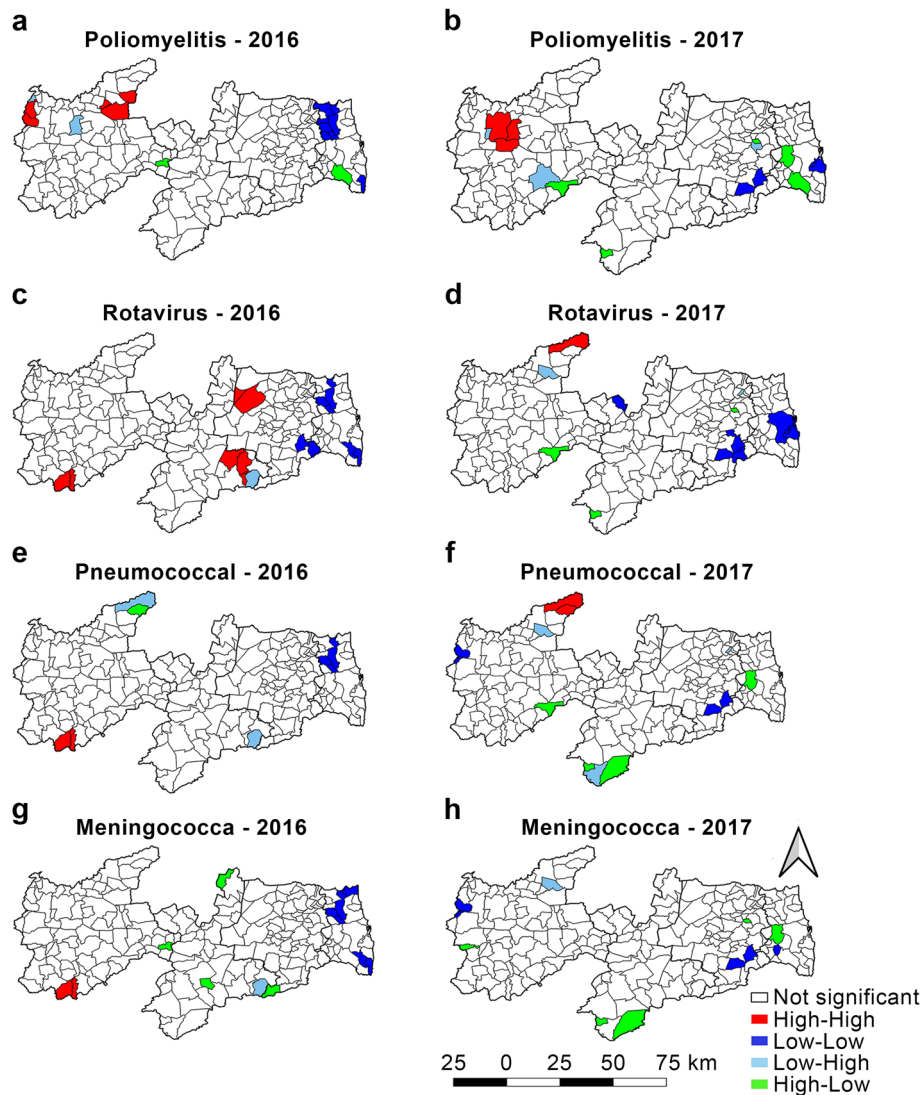 a
Poliomyelitis - 2016
b
Poliomyelitis - 2017
c
Rotavirus - 2016
d
Rotavirus - 2017
e
Pneumococcal - 2016
f
Pneumococcal - 2017
g
Meningococca - 2016
h
Meningococca - 2017
Not significant
High-High
Low-Low
Low-High
High-Low
25 0 25 50 75 km